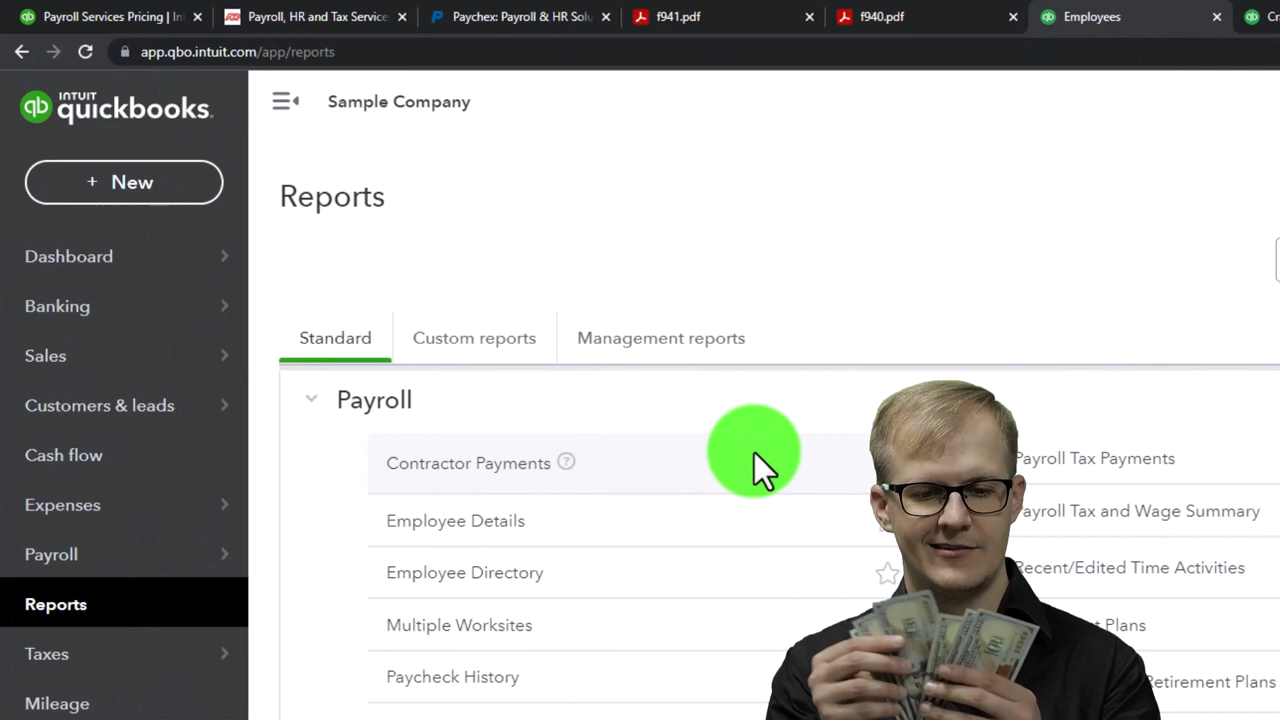 Payroll Services Pricing | In
Payroll, HR and Tax Service
Paychex: Payroll & HR Solu
f941.pdf
f940.pdf
Employees
Cr
app.qbo.intuit.com/app/reports
INTUIT
quickbooks.
Sample Company
+ New
Reports
Dashboard
Banking
Sales
Customers & leads
Cash flow
Expenses
Payroll
Reports
Taxes
Mileage
Standard
Custom reports
Management reports
Payroll
Contractor Payments
Employee Details
Employee Directory
Multiple Worksites
Paycheck History
Payroll Tax Payments
Payroll Tax and Wage Summary
Recent/Edited Time Activities
Plans
Retirement Plans